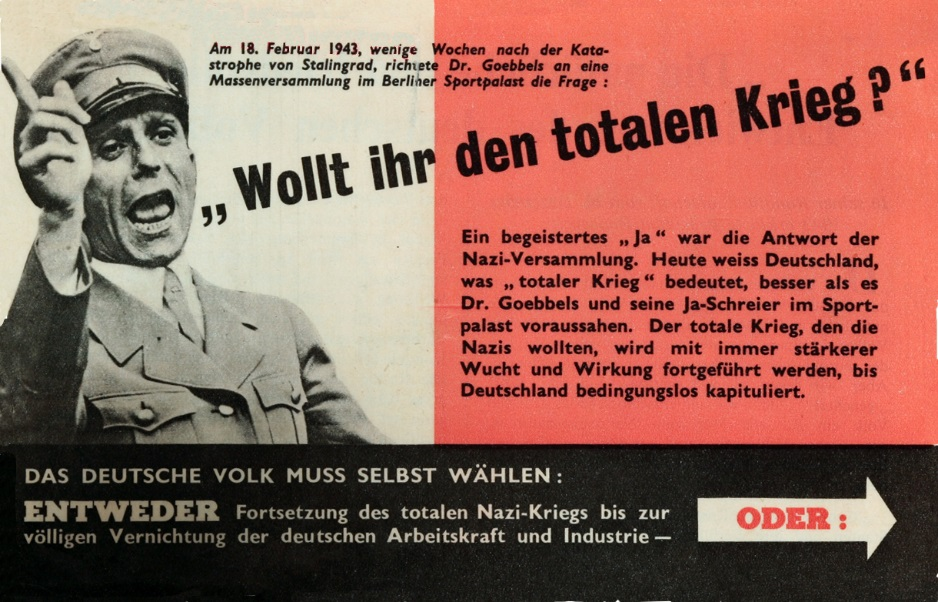 Am 18. Februar 1943, wenige Wochen nach der Kata-
strophe von Stalingrad, richtete Dr. Goebbels an eine
Massenversammlung im Berliner Sportpalast die Frage :
„Wollt ihr den totalen Krieg?“
Ein begeistertes „Ja“ war die Antwort der
Nazi-Versammlung. Heute weiss Deutschland,
was „totaler Krieg“ bedeutet, besser als es
Dr. Goebbels und seine Ja-Schreier im Sport-
palast voraussahen. Der totale Krieg, den die
Nazis wollten, wird mit immer stärkerer
Wucht und Wirkung fortgeführt werden, bis
Deutschland bedingungslos kapituliert.
DAS DEUTSCHE VOLK MUSS SELBST WÄHLEN :
ENTWEDER Fortsetzung des totalen Nazi-Kriegs bis zur
völligen Vernichtung der deutschen Arbeitskraft und Industrie —
ODER :